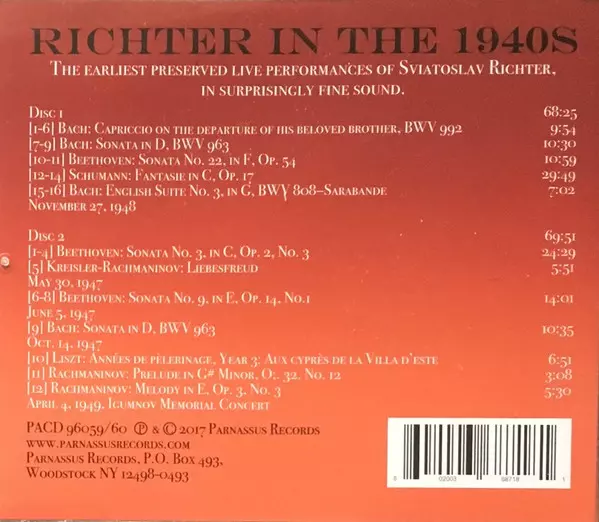 RICHTER IN THE 1940S
THE EARLIEST PRESERVED LIVE PERFORMANCES OF SVIATOSLAV RICHTER,
IN SURPRISINGLY FINE SOUND.
DISC 1 68:25
[1-6] BACH: CAPRICCIO ON THE DEPARTURE OF HIS BELOVED BROTHER, BWV 992 9:54
[7-9] BACH: SONATA IN D, BWV 963 10:30
[10-11] BEETHOVEN: SONATA NO. 22, IN F, OP. 54 10:59
[12-14] SCHUMANN: FANTASIE IN C, OP. 17 29:49
[15-16] BACH: ENGLISH SUITE NO. 3, IN G, BWV 808–SARABANDE 7:02
NOVEMBER 27, 1948
DISC 2 69:51
[1-4] BEETHOVEN: SONATA NO. 3, IN C, OP. 2, NO. 3 24:29
[5] KREISLER-RACHMANINOV: LIEBESFREUD 5:51
MAY 30, 1947
[6-8] BEETHOVEN: SONATA NO. 9, IN E, OP. 14, NO.1 14:01
JUNE 5, 1947
[9] BACH: SONATA IN D, BWV 963 10:35
OCT. 14, 1947
[10] LISZT: ANNÉES DE PÈLERINAGE, YEAR 3: AUX CYPRÈS DE LA VILLA D'ESTE 6:51
[11] RACHMANINOV: PRELUDE IN G# MINOR, O:. 32, NO. 12 3:08
[12] RACHMANINOV: MELODY IN E, OP. 3, NO. 3 5:30
APRIL 4, 1949, IGUMNOV MEMORIAL CONCERT
PACD 96059/60 ℗ & © 2017 PARNASSUS RECORDS
WWW.PARNASSUSRECORDS.COM
PARNASSUS RECORDS, P.O. BOX 493,
WOODSTOCK NY 12498-0493
8 02003 08718 1